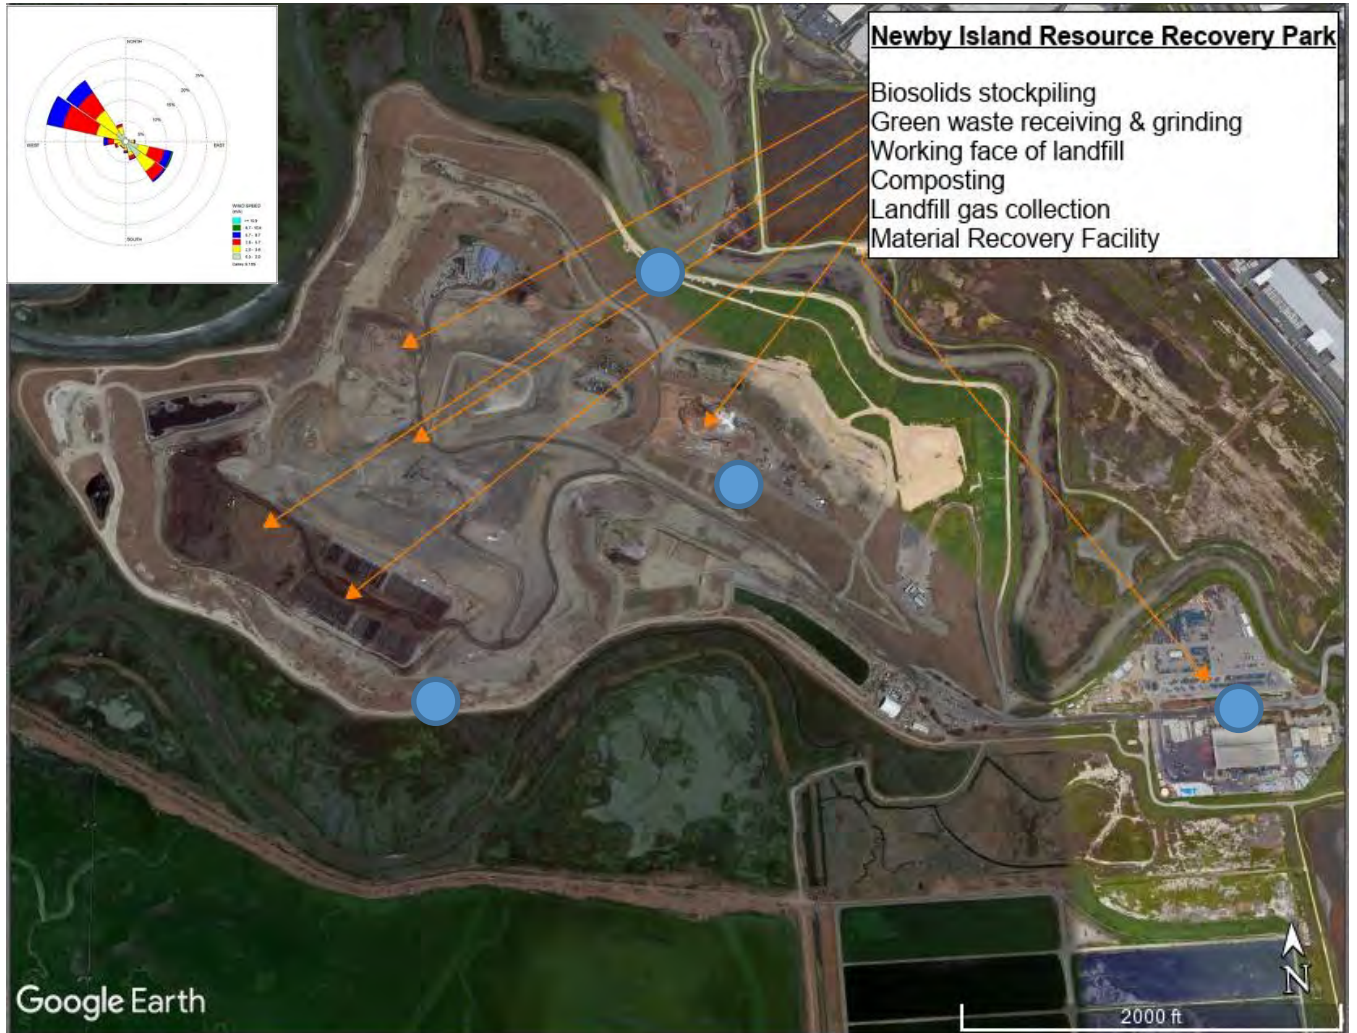 NORTH
WEST
EAST
SOUTH
Newby Island Resource Recovery Park
Biosolids stockpiling
Green waste receiving & grinding
Working face of landfill
Composting
Landfill gas collection
Material Recovery Facility
Google Earth
N
2000 ft